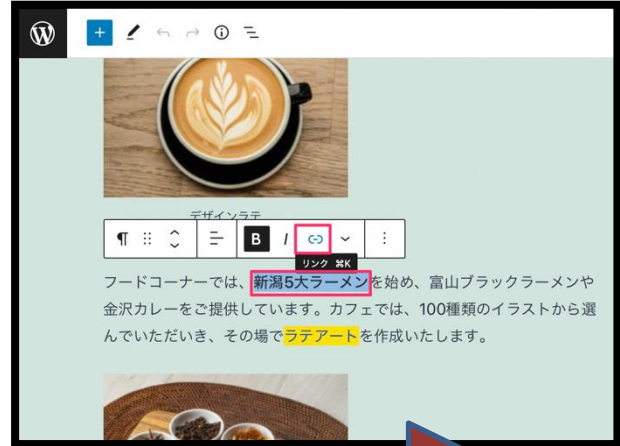 デザインラテ
B I
リンク ⌘K
フードコーナーでは、新潟5大ラーメンを始め、富山ブラックラーメンや
金沢カレーをご提供しています。カフェでは、100種類のイラストから選
んでいただいき、その場でラテアートを作成いたします。